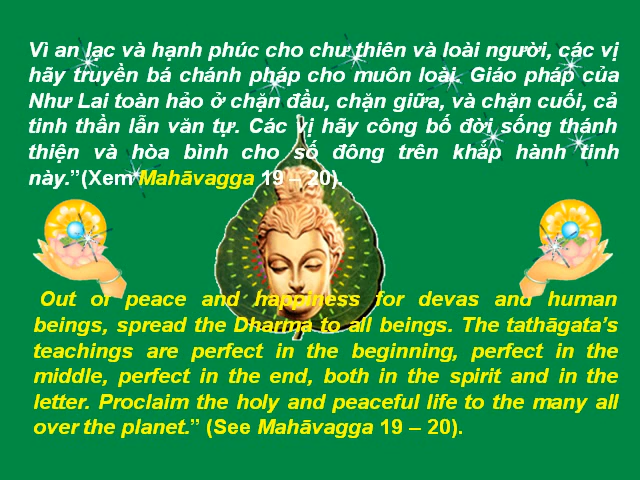 Vì an lạc và hạnh phúc cho chư thiên và loài người, các vị
hãy truyền bá chánh pháp cho muôn loài. Giáo pháp của
Như Lai toàn hảo ở chặn đầu, chặn giữa, và chặn cuối, cả
tinh thần lẫn văn tự. Các vị hãy công bố đời sống thánh
thiện và hòa bình cho số đông trên khắp hành tinh
này.”(Xem Mahāvagga 19 – 20).
Out of peace and happiness for devas and human
beings, spread the Dharma to all beings. The tathāgata’s
teachings are perfect in the beginning, perfect in the
middle, perfect in the end, both in the spirit and in the
letter. Proclaim the holy and peaceful life to the many all
over the planet.” (See Mahāvagga 19 – 20).